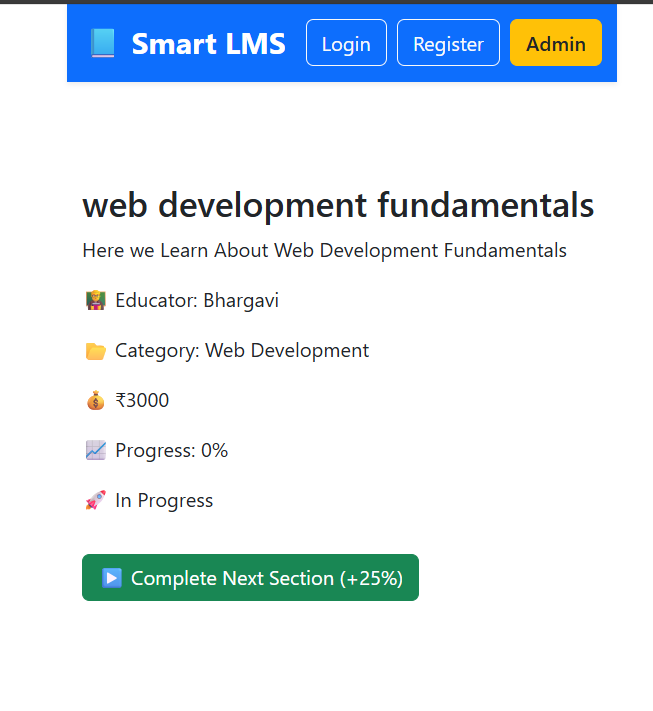 📘 Smart LMS Login Register Admin
web development fundamentals
Here we Learn About Web Development Fundamentals
👩‍🏫 Educator: Bhargavi
📂 Category: Web Development
💰 ₹3000
📈 Progress: 0%
🚀 In Progress
▶️ Complete Next Section (+25%)